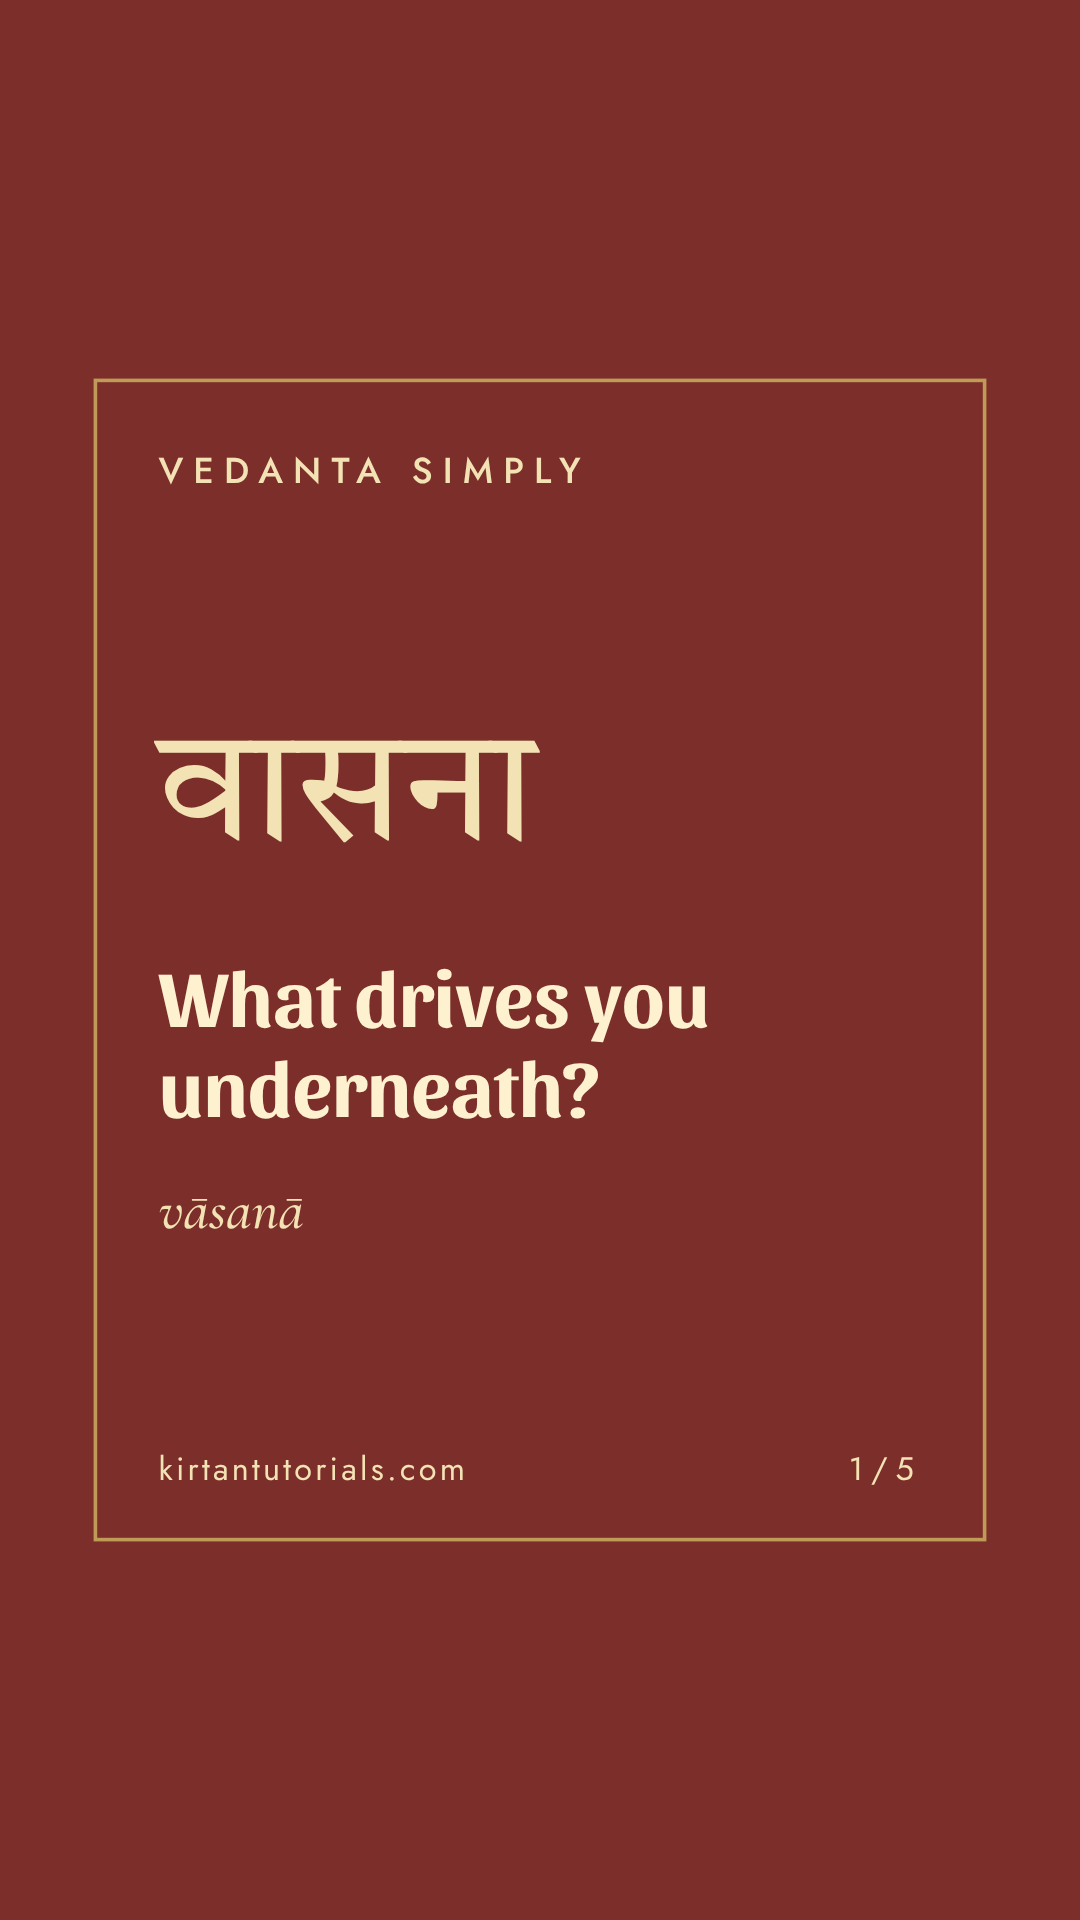 VEDANTA SIMPLY
वासना
What drives you
underneath?
vāsanā
kirtantutorials.com
1 / 5